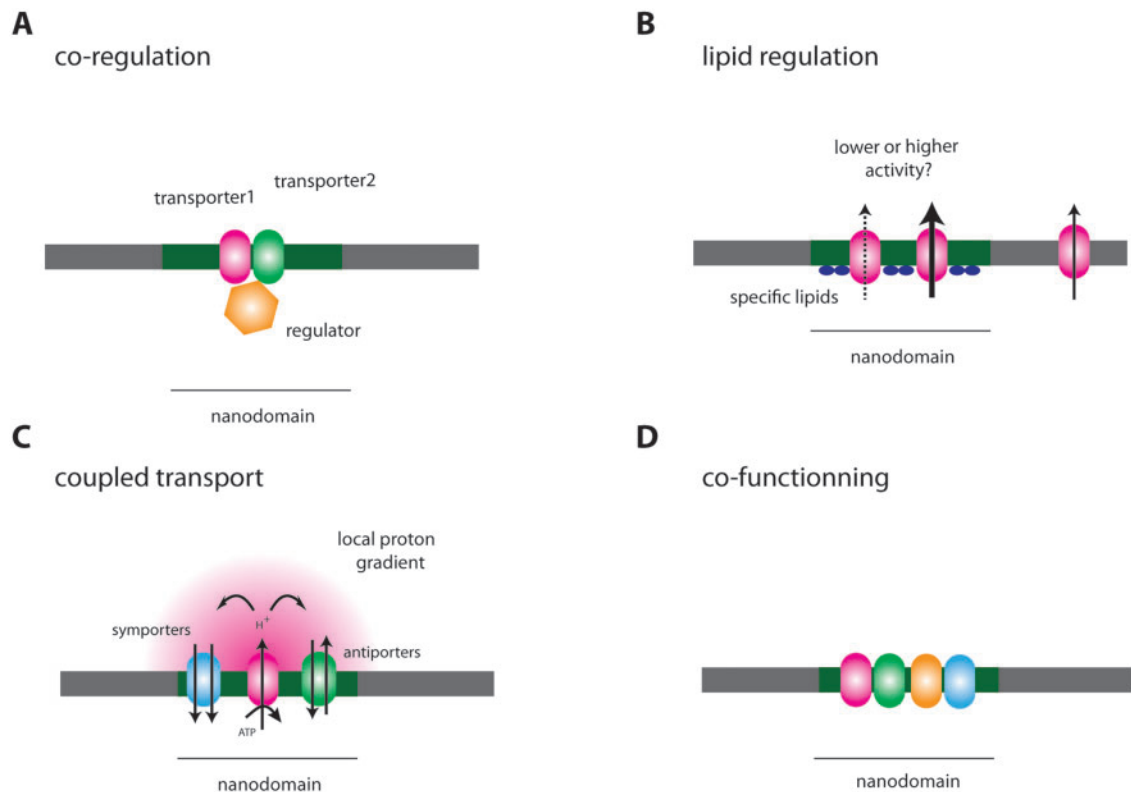 A
co-regulation
transporter1
transporter2
regulator
nanodomain
B
lipid regulation
lower or higher
activity?
specific lipids
nanodomain
C
coupled transport
local proton
gradient
H+
symporters
antiporters
ATP
nanodomain
D
co-functionning
nanodomain